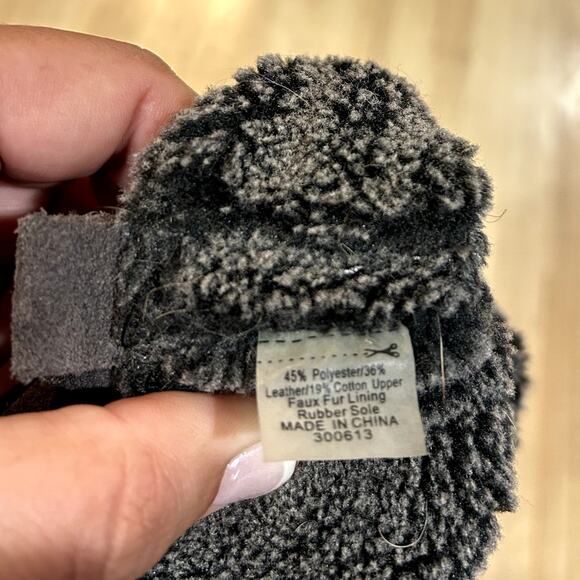 45% Polyester/36%
Leather/19% Cotton Upper
Faux Fur Lining
Rubber Sole
MADE IN CHINA
300613